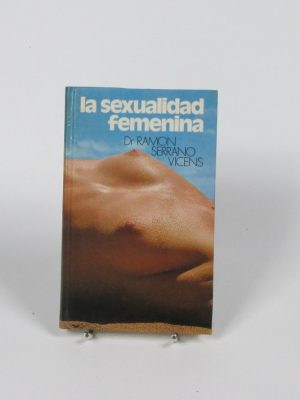 la sexualidad
femenina
Dr RAMON
SERRANO
VICENS